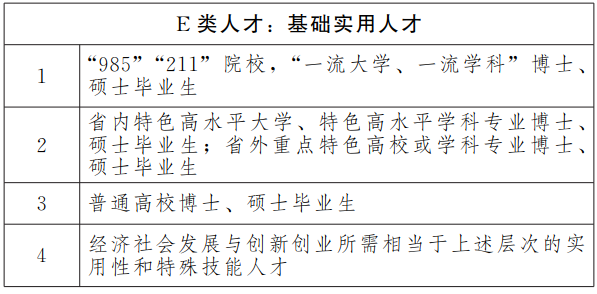 E类人才：基础实用人才
1
“985”“211”院校，“一流大学、一流学科”博士、
硕士毕业生
2
省内特色高水平大学、特色高水平学科专业博士、
硕士毕业生；省外重点特色高校或学科专业博士、
硕士毕业生
3
普通高校博士、硕士毕业生
4
经济社会发展与创新创业所需相当于上述层次的实
用性和特殊技能人才